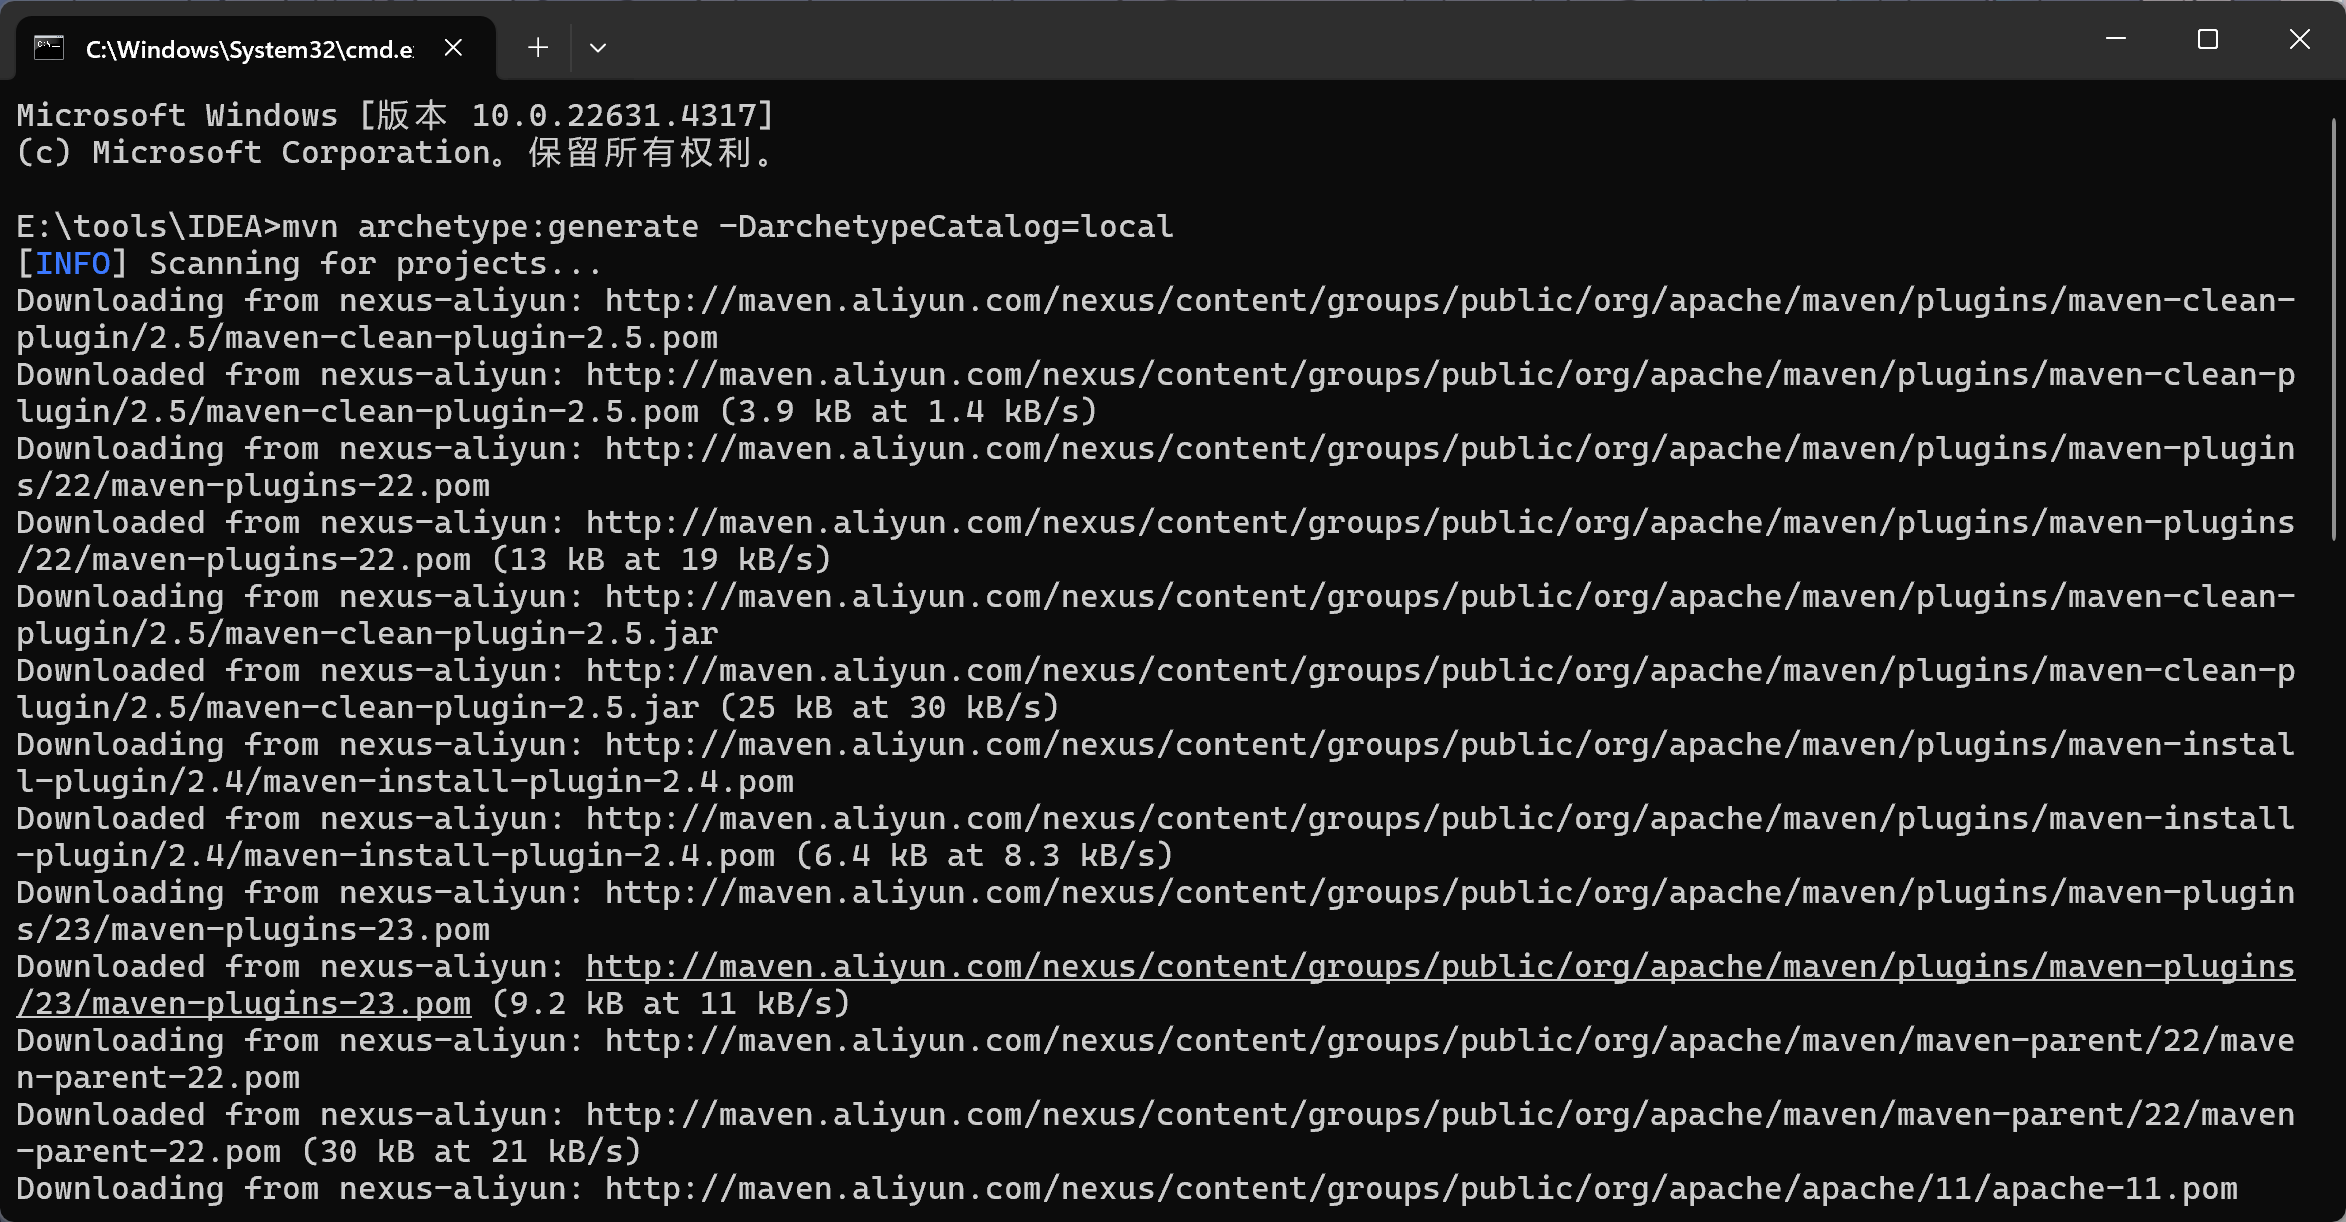 C:\Windows\System32\cmd.e
Microsoft Windows [版本 10.0.22631.4317]
(c) Microsoft Corporation。保留所有权利。
E:\tools\IDEA>mvn archetype:generate -DarchetypeCatalog=local
[INFO] Scanning for projects...
Downloading from nexus-aliyun: http://maven.aliyun.com/nexus/content/groups/public/org/apache/maven/plugins/maven-clean-
plugin/2.5/maven-clean-plugin-2.5.pom
Downloaded from nexus-aliyun: http://maven.aliyun.com/nexus/content/groups/public/org/apache/maven/plugins/maven-clean-p
lugin/2.5/maven-clean-plugin-2.5.pom (3.9 kB at 1.4 kB/s)
Downloading from nexus-aliyun: http://maven.aliyun.com/nexus/content/groups/public/org/apache/maven/plugins/maven-plugin
s/22/maven-plugins-22.pom
Downloaded from nexus-aliyun: http://maven.aliyun.com/nexus/content/groups/public/org/apache/maven/plugins/maven-plugins
/22/maven-plugins-22.pom (13 kB at 19 kB/s)
Downloading from nexus-aliyun: http://maven.aliyun.com/nexus/content/groups/public/org/apache/maven/plugins/maven-clean-
plugin/2.5/maven-clean-plugin-2.5.jar
Downloaded from nexus-aliyun: http://maven.aliyun.com/nexus/content/groups/public/org/apache/maven/plugins/maven-clean-p
lugin/2.5/maven-clean-plugin-2.5.jar (25 kB at 30 kB/s)
Downloading from nexus-aliyun: http://maven.aliyun.com/nexus/content/groups/public/org/apache/maven/plugins/maven-instal
l-plugin/2.4/maven-install-plugin-2.4.pom
Downloaded from nexus-aliyun: http://maven.aliyun.com/nexus/content/groups/public/org/apache/maven/plugins/maven-install
-plugin/2.4/maven-install-plugin-2.4.pom (6.4 kB at 8.3 kB/s)
Downloading from nexus-aliyun: http://maven.aliyun.com/nexus/content/groups/public/org/apache/maven/plugins/maven-plugin
s/23/maven-plugins-23.pom
Downloaded from nexus-aliyun: http://maven.aliyun.com/nexus/content/groups/public/org/apache/maven/plugins/maven-plugins
/23/maven-plugins-23.pom (9.2 kB at 11 kB/s)
Downloading from nexus-aliyun: http://maven.aliyun.com/nexus/content/groups/public/org/apache/maven/maven-parent/22/mave
n-parent-22.pom
Downloaded from nexus-aliyun: http://maven.aliyun.com/nexus/content/groups/public/org/apache/maven/maven-parent/22/maven
-parent-22.pom (30 kB at 21 kB/s)
Downloading from nexus-aliyun: http://maven.aliyun.com/nexus/content/groups/public/org/apache/apache/11/apache-11.pom